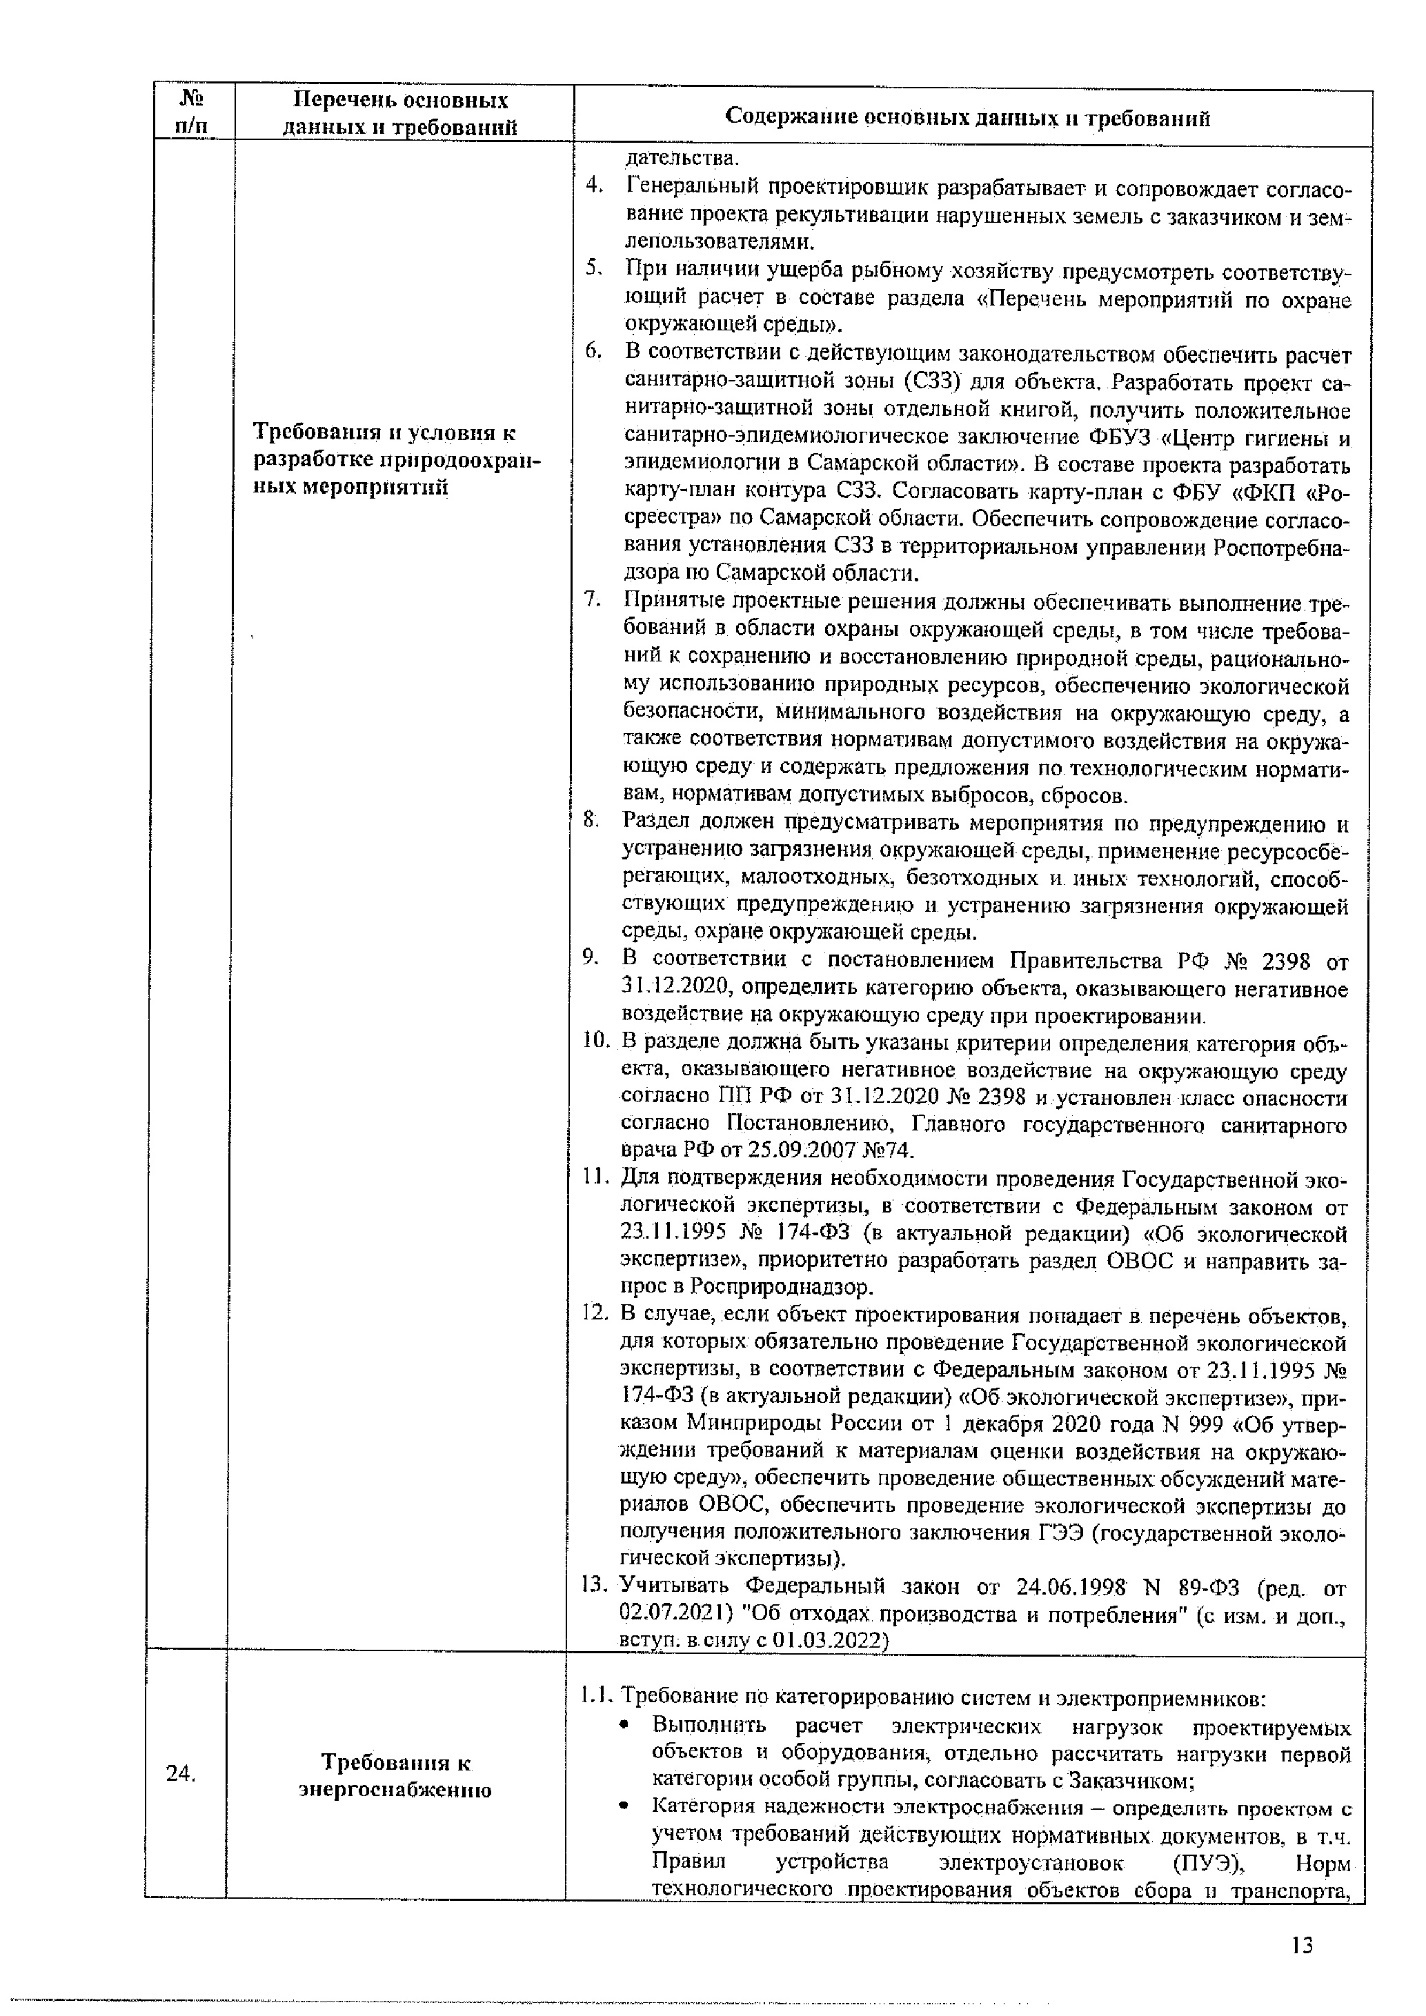 №
п/п
Перечень основных
данных и требований
Содержание основных данных и требований
Требования и условия к
разработке природоохран-
ных мероприятий
дательства.
4. Генеральный проектировщик разрабатывает и сопровождает согласо-
вание проекта рекультивации нарушенных земель с заказчиком и зем-
лепользователями.
5. При наличии ущерба рыбному хозяйству предусмотреть соответству-
ющий расчет в составе раздела «Перечень мероприятий по охране
окружающей среды».
6. В соответствии с действующим законодательством обеспечить расчет
санитарно-защитной зоны (СЗЗ) для объекта. Разработать проект са-
нитарно-защитной зоны отдельной книгой, получить положительное
санитарно-эпидемиологическое заключение ФБУЗ «Центр гигиены и
эпидемиологии в Самарской области». В составе проекта разработать
карту-план контура СЗЗ. Согласовать карту-план с ФБУ «ФКП «Ро-
среестра» по Самарской области. Обеспечить сопровождение согласо-
вания установления СЗЗ в территориальном управлении Роспотребна-
дзора по Самарской области.
7. Принятые проектные решения должны обеспечивать выполнение тре-
бований в области охраны окружающей среды, в том числе требова-
ний к сохранению и восстановлению природной среды, рационально-
му использованию природных ресурсов, обеспечению экологической
безопасности, минимального воздействия на окружающую среду, а
также соответствия нормативам допустимого воздействия на окружа-
ющую среду и содержать предложения по технологическим нормати-
вам, нормативам допустимых выбросов, сбросов.
8. Раздел должен предусматривать мероприятия по предупреждению и
устранению загрязнения окружающей среды, применение ресурсосбе-
регающих, малоотходных, безотходных и иных технологий, способ-
ствующих предупреждению и устранению загрязнения окружающей
среды, охране окружающей среды.
9. В соответствии с постановлением Правительства РФ № 2398 от
31.12.2020, определить категорию объекта, оказывающего негативное
воздействие на окружающую среду при проектировании.
10. В разделе должна быть указаны критерии определения категория объ-
екта, оказывающего негативное воздействие на окружающую среду
согласно ПП РФ от 31.12.2020 № 2398 и установлен класс опасности
согласно Постановлению, Главного государственного санитарного
врача РФ от 25.09.2007 №74.
11. Для подтверждения необходимости проведения Государственной эко-
логической экспертизы, в соответствии с Федеральным законом от
23.11.1995 № 174-ФЗ (в актуальной редакции) «Об экологической
экспертизе», приоритетно разработать раздел ОВОС и направить за-
прос в Росприроднадзор.
12. В случае, если объект проектирования попадает в перечень объектов,
для которых обязательно проведение Государственной экологической
экспертизы, в соответствии с Федеральным законом от 23.11.1995 №
174-ФЗ (в актуальной редакции) «Об экологической экспертизе», при-
казом Минприроды России от 1 декабря 2020 года N 999 «Об утвер-
ждении требований к материалам оценки воздействия на окружаю-
щую среду», обеспечить проведение общественных обсуждений мате-
риалов ОВОС, обеспечить проведение экологической экспертизы до
получения положительного заключения ГЭЭ (государственной эколо-
гической экспертизы).
13. Учитывать Федеральный закон от 24.06.1998 N 89-ФЗ (ред. от
02.07.2021) "Об отходах производства и потребления" (с изм. и доп.,
вступ. в силу с 01.03.2022)
24.
Требования к
энергоснабжению
1.1. Требование по категорированию систем и электроприемников:
• Выполнить расчет электрических нагрузок проектируемых
объектов и оборудования, отдельно рассчитать нагрузки первой
категории особой группы, согласовать с Заказчиком;
• Категория надежности электроснабжения – определить проектом с
учетом требований действующих нормативных документов, в т.ч.
Правил устройства электроустановок (ПУЭ), Норм
технологического проектирования объектов сбора и транспорта,
13